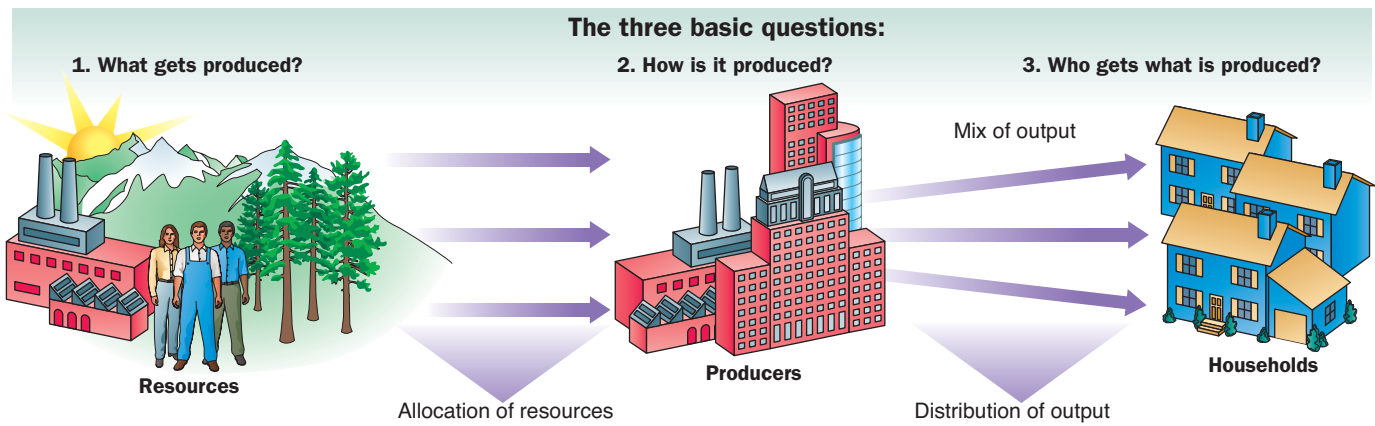 The three basic questions:
1. What gets produced?
2. How is it produced?
3. Who gets what is produced?
Mix of output
Resources
Producers
Households
Allocation of resources
Distribution of output